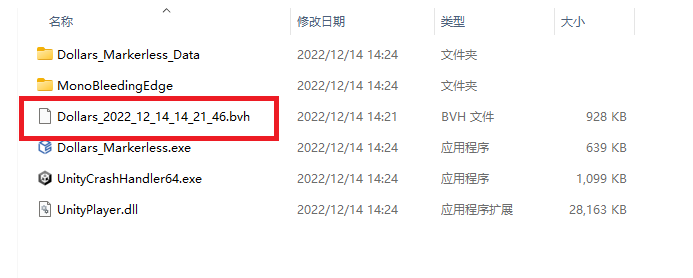 名称 修改日期 类型 大小
Dollars_Markerless_Data 2022/12/14 14:24 文件夹
MonoBleedingEdge 2022/12/14 14:24 文件夹
Dollars_2022_12_14_14_21_46.bvh 2022/12/14 14:21 BVH 文件 928 KB
Dollars_Markerless.exe 2022/12/14 14:24 应用程序 639 KB
UnityCrashHandler64.exe 2022/12/14 14:24 应用程序 1,099 KB
UnityPlayer.dll 2022/12/14 14:24 应用程序扩展 28,163 KB